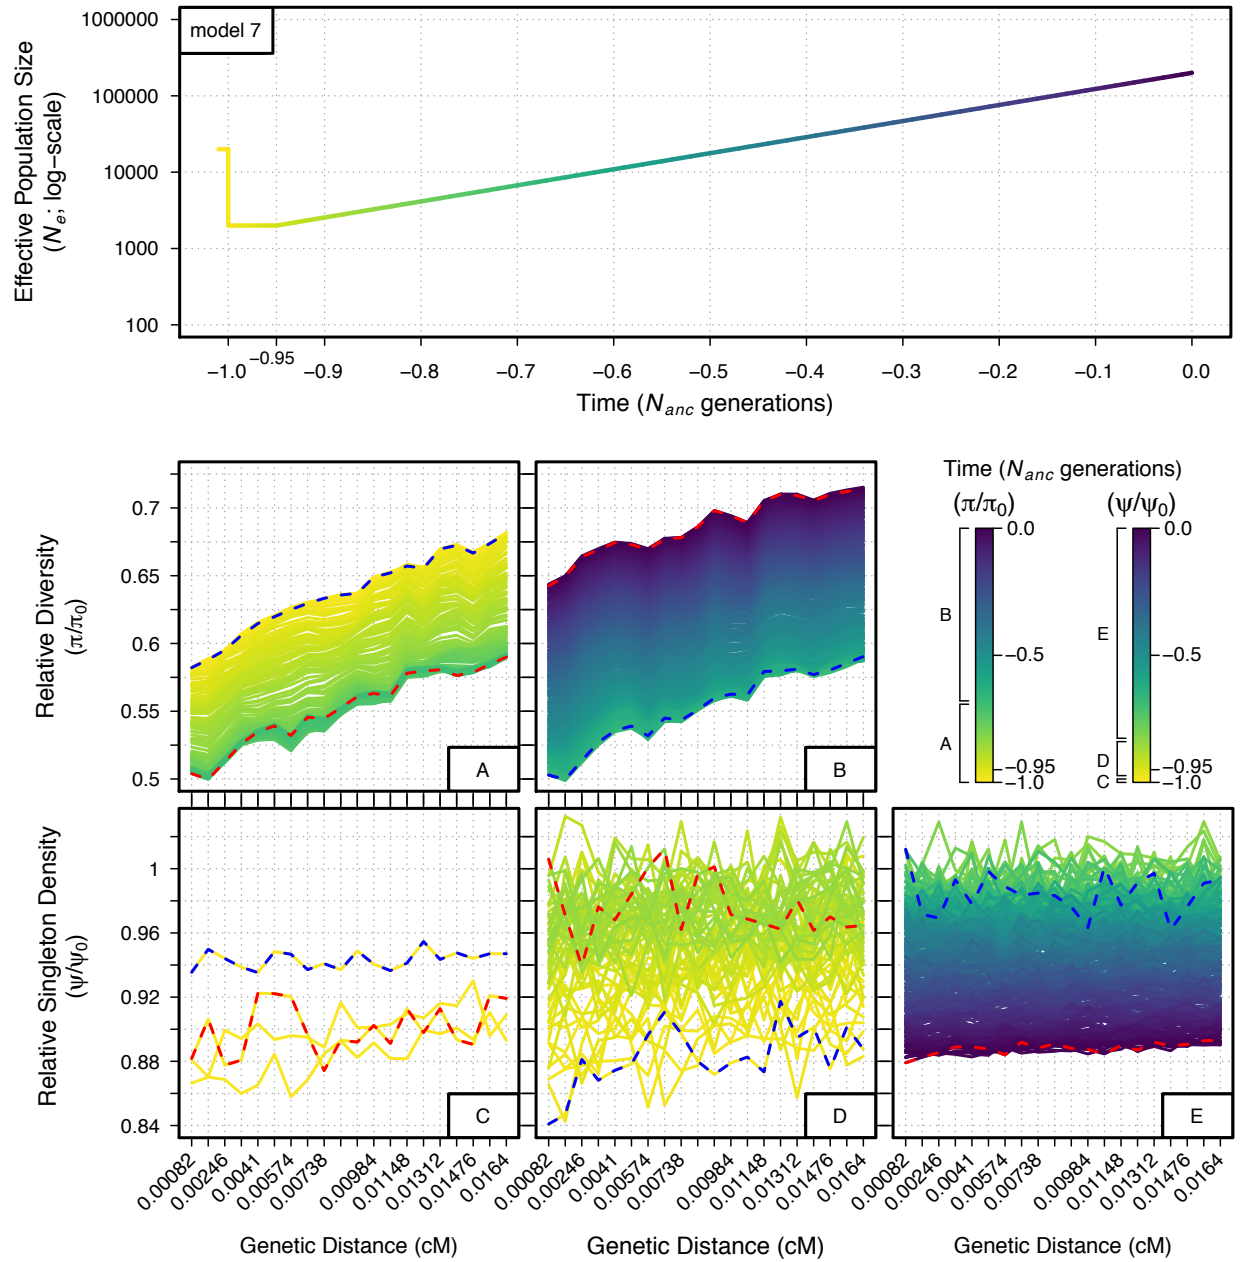 model 7
Effective Population Size
(Ne; log−scale)
1000000
100000
10000
1000
100
−1.0
−0.95
−0.9
−0.8
−0.7
−0.6
−0.5
−0.4
−0.3
−0.2
−0.1
0.0
Time (Nanc generations)
Relative Diversity
(π/π0)
0.7
0.65
0.6
0.55
0.5
A
B
Time (Nanc generations)
(π/π0)
(ψ/ψ0)
B
A
0.0
−0.5
−0.95
−1.0
E
D
C
0.0
−0.5
−0.95
−1.0
Relative Singleton Density
(ψ/ψ0)
1
0.96
0.92
0.88
0.84
C
D
E
0.00082
0.00246
0.0041
0.00574
0.00738
0.00984
0.01148
0.01312
0.01476
0.0164
0.00082
0.00246
0.0041
0.00574
0.00738
0.00984
0.01148
0.01312
0.01476
0.0164
0.00082
0.00246
0.0041
0.00574
0.00738
0.00984
0.01148
0.01312
0.01476
0.0164
Genetic Distance (cM)
Genetic Distance (cM)
Genetic Distance (cM)